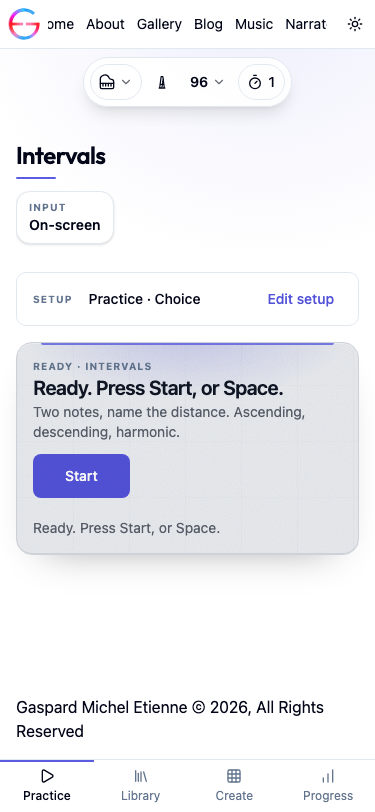 ome About Gallery Blog Music Narrat
96 1
Intervals
INPUT
On-screen
SETUP Practice · Choice Edit setup
READY · INTERVALS
Ready. Press Start, or Space.
Two notes, name the distance. Ascending,
descending, harmonic.
Start
Ready. Press Start, or Space.
Gaspard Michel Etienne © 2026, All Rights
Reserved
Practice Library Create Progress